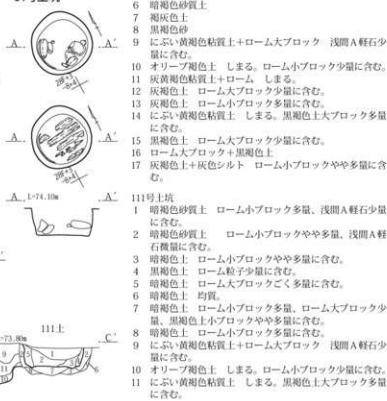 6 暗褐色砂質土
7 褐灰色土
8 黒褐色砂
9 にぶい黄褐色粘質土＋ローム大ブロック 浅間A軽石少
量に含む。
10 オリーブ褐色土 しまる。ローム小ブロック少量に含む。
11 灰黄褐色粘質土＋ローム しまる。
12 灰褐色土 ローム大ブロック少量に含む。
13 灰褐色土 ローム小ブロック多量に含む。
14 にぶい黄褐色粘質土 しまる。黒褐色土大ブロック多量
に含む。
15 黒褐色土 ローム大ブロック少量に含む。
16 ローム大ブロック＋黒褐色土
17 灰褐色土＋灰色シルト ローム小ブロックやや多量に含
む。
111号土坑
1 暗褐色砂質土 ローム小ブロック多量、浅間A軽石少量
に含む。
2 暗褐色砂質土 ローム小ブロックやや多量、浅間A軽
石微量に含む。
3 暗褐色土 ローム小ブロックやや多量に含む。
4 黒褐色土 ローム粒子少量に含む。
5 暗褐色土 ローム大ブロックごく多量に含む。
6 暗褐色土 均質。
7 暗褐色土 ローム小ブロック多量、ローム大ブロック少
量、黒褐色土小ブロックやや多量に含む。
8 暗褐色土 ローム小ブロック多量に含む。
9 にぶい黄褐色粘質土＋ローム大ブロック 浅間A軽石少
量に含む。
10 オリーブ褐色土 しまる。ローム小ブロック少量に含む。
11 にぶい黄褐色粘質土 しまる。黒褐色土大ブロック多量
に含む。
A A′
A A′
A L=74.10m A′
111土
73.80m C′
9 3 5 1 2 2
11
10 6